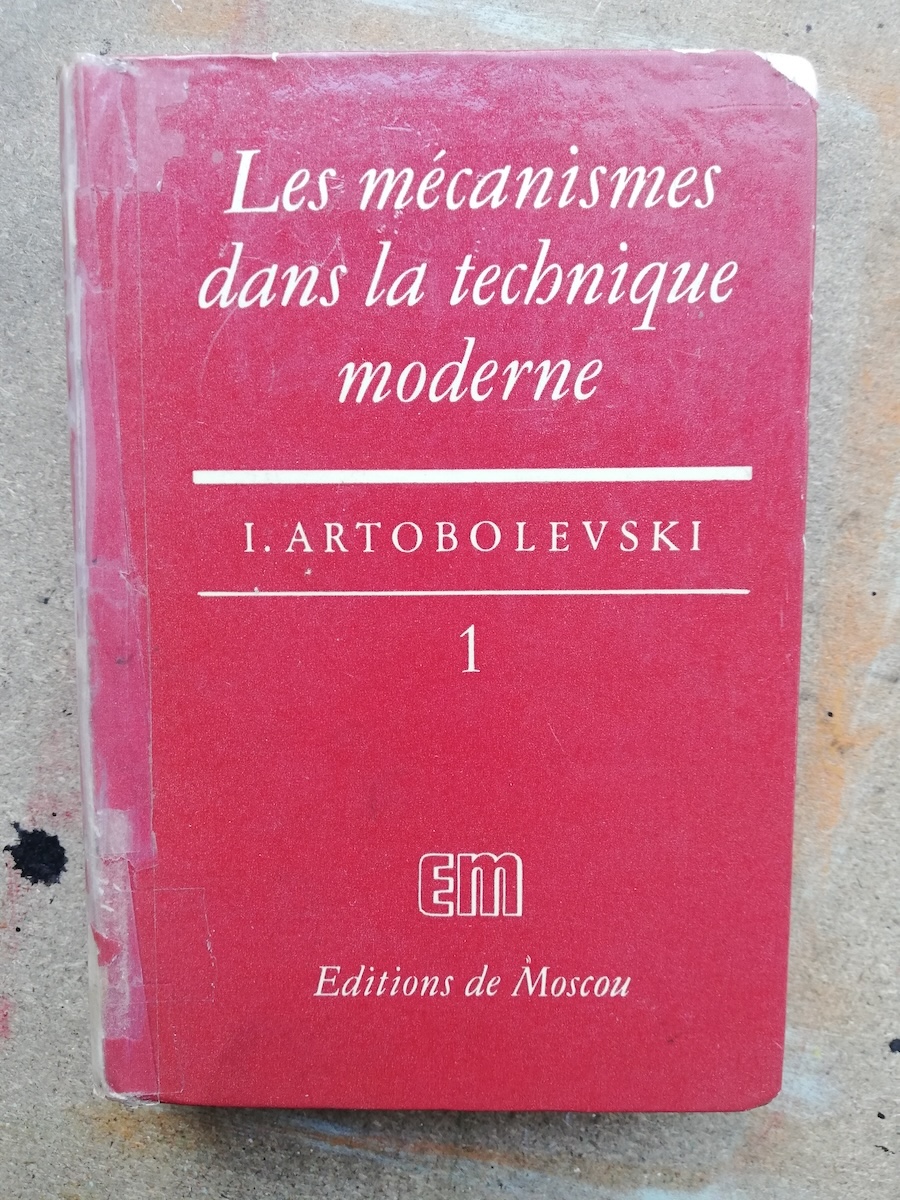 Les mécanismes
dans la technique
moderne
I. ARTOBOLEVSKI
1
EM
Editions de Moscou